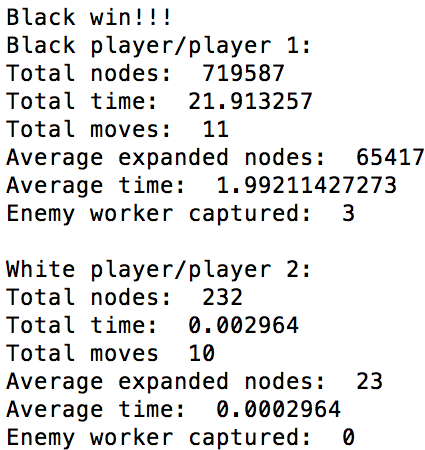 Black win!!!
Black player/player 1:
Total nodes:  719587
Total time:  21.913257
Total moves:  11
Average expanded nodes:  65417
Average time:  1.99211427273
Enemy worker captured:  3

White player/player 2:
Total nodes:  232
Total time:  0.002964
Total moves  10
Average expanded nodes:  23
Average time:  0.0002964
Enemy worker captured:  0